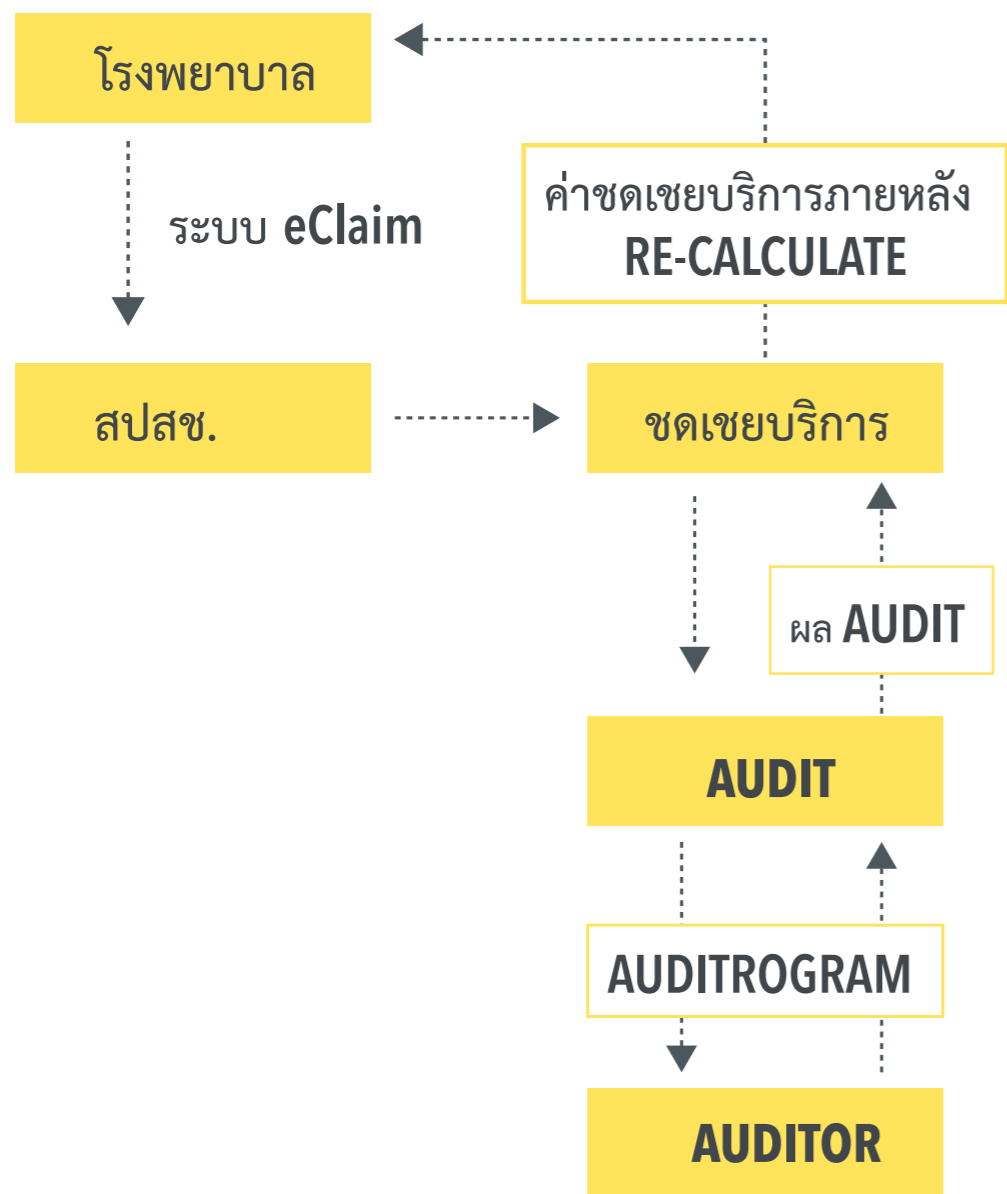 โรงพยาบาล
ระบบ eClaim
ค่าชดเชยบริการภายหลัง
RE-CALCULATE
สปสช.
ชดเชยบริการ
ผล AUDIT
AUDIT
AUDITROGRAM
AUDITOR